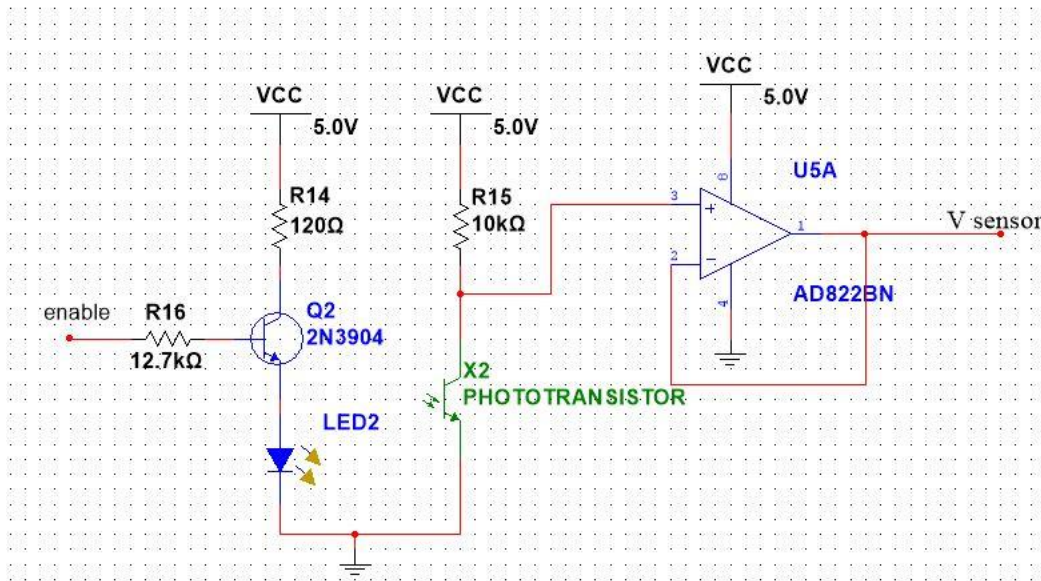 VCC
5.0V
VCC
5.0V
VCC
5.0V
R14
120Ω
R15
10kΩ
U5A
3
2
8
4
1
+
−
V sensor
AD822BN
enable
R16
12.7kΩ
Q2
2N3904
X2
PHOTOTRANSISTOR
LED2